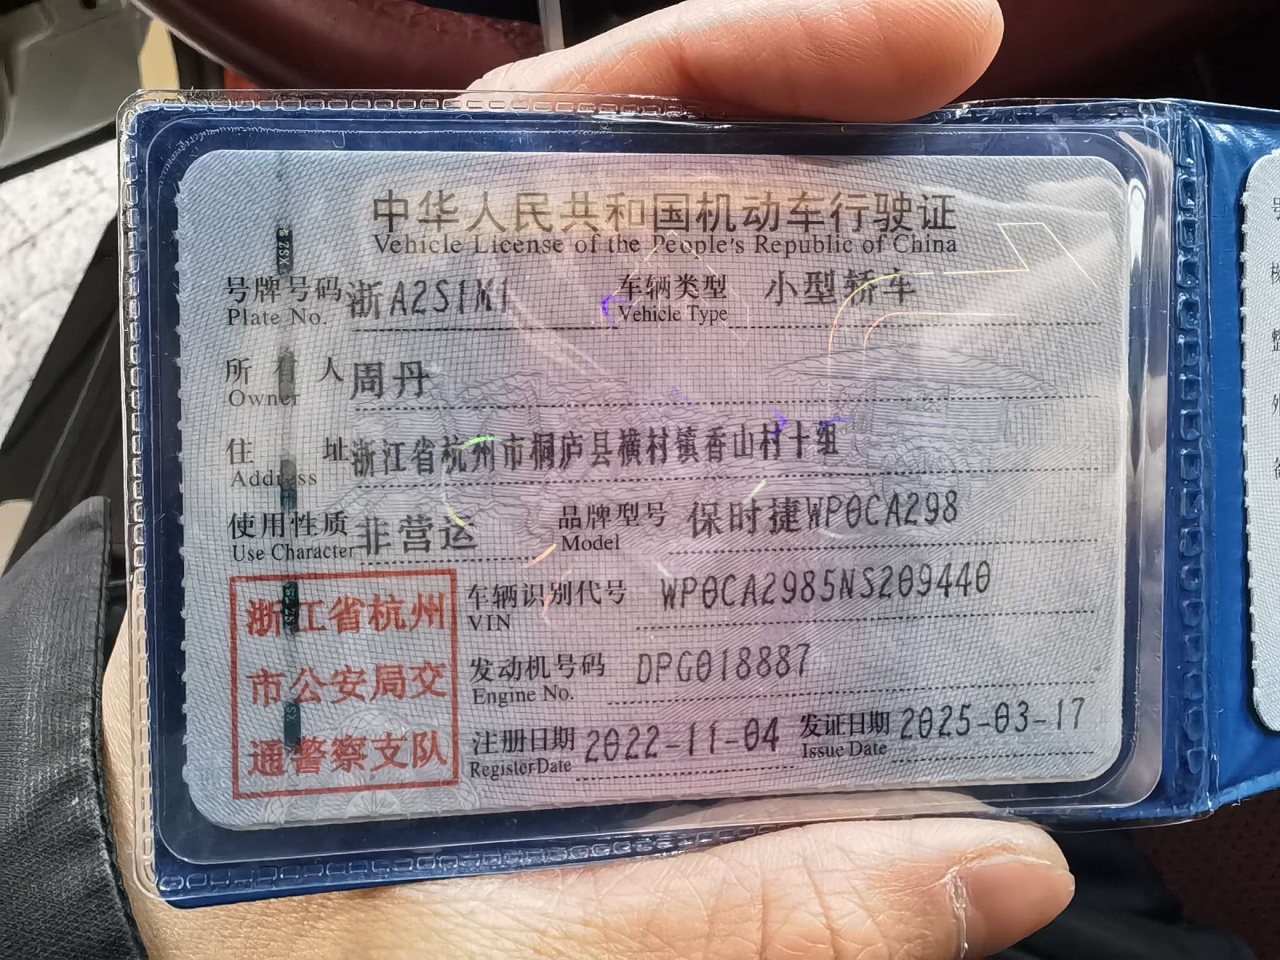 中华人民共和国机动车行驶证
Vehicle License of the People's Republic of China
号牌号码 浙A2S1M1 车辆类型 小型轿车
Plate No. Vehicle Type
所有人 周丹
Owner
住址 浙江省杭州市桐庐县横村镇香山村十组
Address
使用性质 非营运 品牌型号 保时捷WP0CA298
Use Character Model
浙江省杭州
市公安局交
通警察支队
车辆识别代号 WP0CA2985NS209440
VIN
发动机号码 DPG018887
Engine No.
注册日期 2022-11-04 发证日期 2025-03-17
Register Date Issue Date